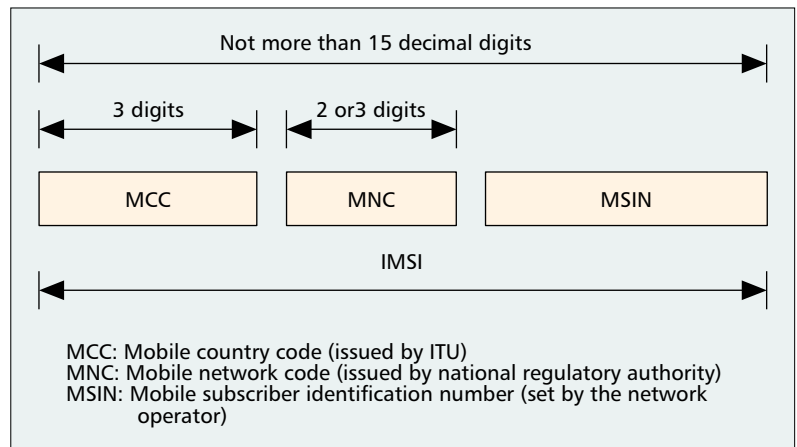 Not more than 15 decimal digits
3 digits
2 or3 digits
MCC
MNC
MSIN
IMSI
MCC: Mobile country code (issued by ITU)
MNC: Mobile network code (issued by national regulatory authority)
MSIN: Mobile subscriber identification number (set by the network
operator)